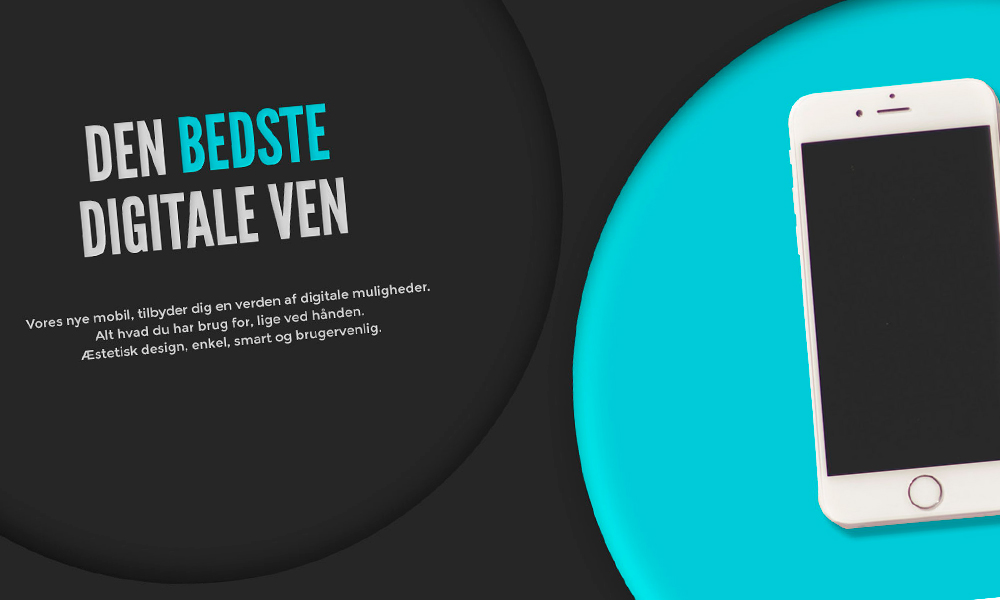 DEN BEDSTE
DIGITALE VEN
Vores nye mobil, tilbyder dig en verden af digitale muligheder.
Alt hvad du har brug for, lige ved hånden.
Æstetisk design, enkel, smart og brugervenlig.